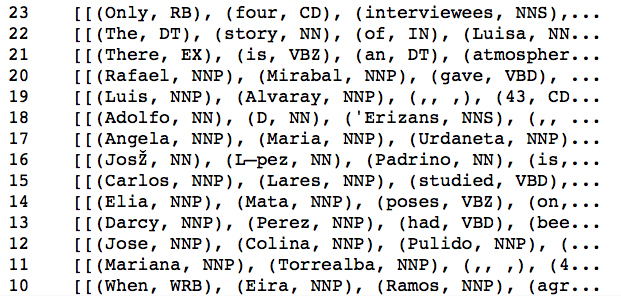 23 [[(Only, RB), (four, CD), (interviewees, NNS),...
22 [[(The, DT), (story, NN), (of, IN), (Luisa, NN...
21 [[(There, EX), (is, VBZ), (an, DT), (atmospher...
20 [[(Rafael, NNP), (Mirabal, NNP), (gave, VBD), ...
19 [[(Luis, NNP), (Alvaray, NNP), (,, ,), (43, CD...
18 [[(Adolfo, NN), (D, NN), ('Erizans, NNS), (,, ...
17 [[(Angela, NNP), (Maria, NNP), (Urdaneta, NNP)...
16 [[(JosŽ, NN), (L—pez, NN), (Padrino, NN), (is,...
15 [[(Carlos, NNP), (Lares, NNP), (studied, VBD),...
14 [[(Elia, NNP), (Mata, NNP), (poses, VBZ), (on,...
13 [[(Darcy, NNP), (Perez, NNP), (had, VBD), (bee...
12 [[(Jose, NNP), (Colina, NNP), (Pulido, NNP), (...
11 [[(Mariana, NNP), (Torrealba, NNP), (,, ,), (4...
10 [[(When, WRB), (Eira, NNP), (Ramos, NNP), (agr...